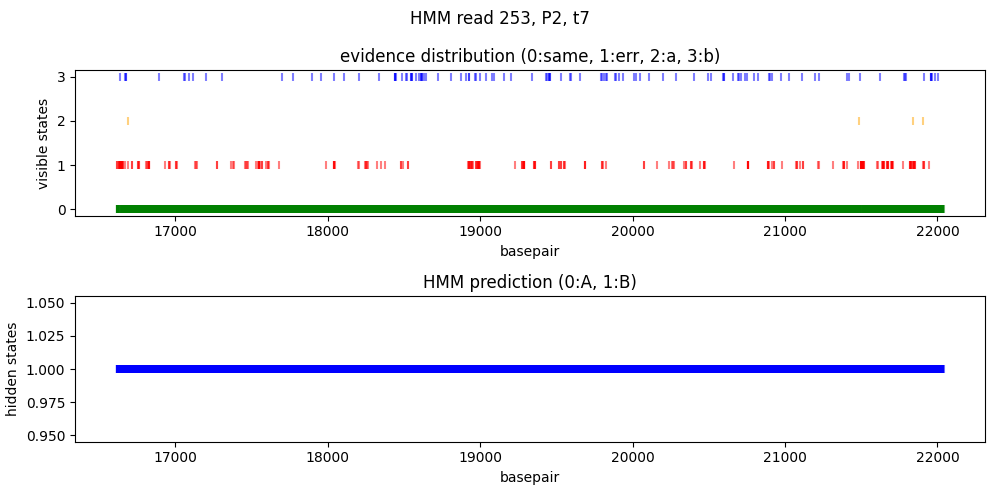 HMM read 253, P2, t7
evidence distribution (0:same, 1:err, 2:a, 3:b)
visible states
3
2
1
0
17000 18000 19000 20000 21000 22000
basepair
HMM prediction (0:A, 1:B)
hidden states
1.050
1.025
1.000
0.975
0.950
17000 18000 19000 20000 21000 22000
basepair